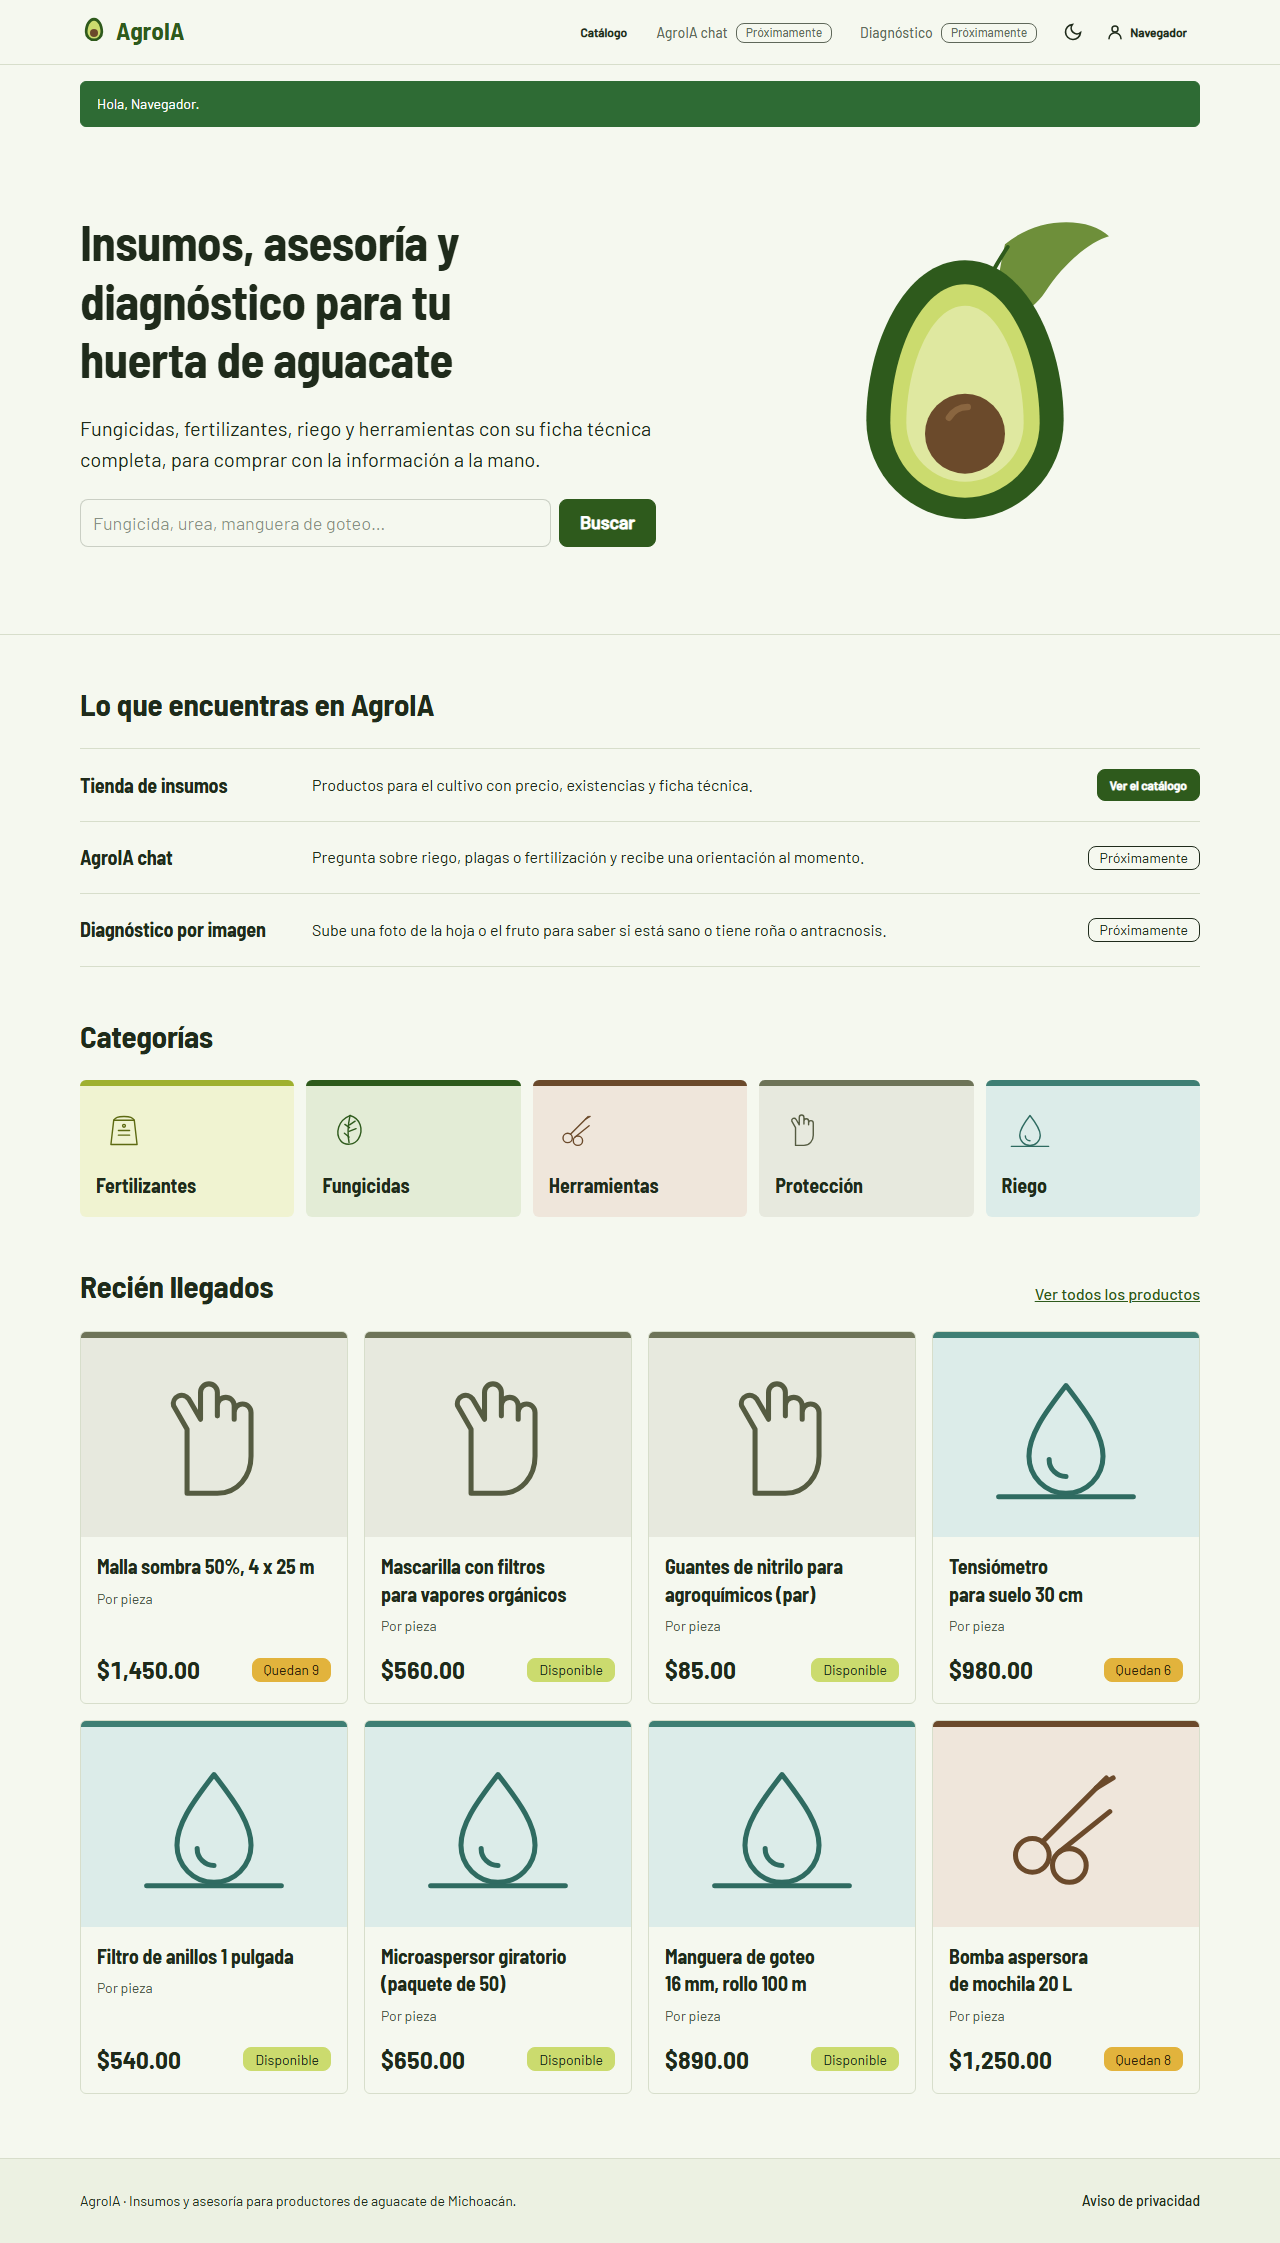 AgroIA
Catálogo
AgroIA chat Próximamente
Diagnóstico Próximamente
Navegador
Hola, Navegador.
Insumos, asesoría y
diagnóstico para tu
huerta de aguacate
Fungicidas, fertilizantes, riego y herramientas con su ficha técnica
completa, para comprar con la información a la mano.
Fungicida, urea, manguera de goteo...
Buscar
Lo que encuentras en AgroIA
Tienda de insumos
Productos para el cultivo con precio, existencias y ficha técnica.
Ver el catálogo
AgroIA chat
Pregunta sobre riego, plagas o fertilización y recibe una orientación al momento.
Próximamente
Diagnóstico por imagen
Sube una foto de la hoja o el fruto para saber si está sano o tiene roña o antracnosis.
Próximamente
Categorías
Fertilizantes
Fungicidas
Herramientas
Protección
Riego
Recién llegados
Ver todos los productos
Malla sombra 50%, 4 x 25 m
Por pieza
$1,450.00
Quedan 9
Mascarilla con filtros
para vapores orgánicos
Por pieza
$560.00
Disponible
Guantes de nitrilo para
agroquímicos (par)
Por pieza
$85.00
Disponible
Tensiómetro
para suelo 30 cm
Por pieza
$980.00
Quedan 6
Filtro de anillos 1 pulgada
Por pieza
$540.00
Disponible
Microaspersor giratorio
(paquete de 50)
Por pieza
$650.00
Disponible
Manguera de goteo
16 mm, rollo 100 m
Por pieza
$890.00
Disponible
Bomba aspersora
de mochila 20 L
Por pieza
$1,250.00
Quedan 8
AgroIA · Insumos y asesoría para productores de aguacate de Michoacán.
Aviso de privacidad